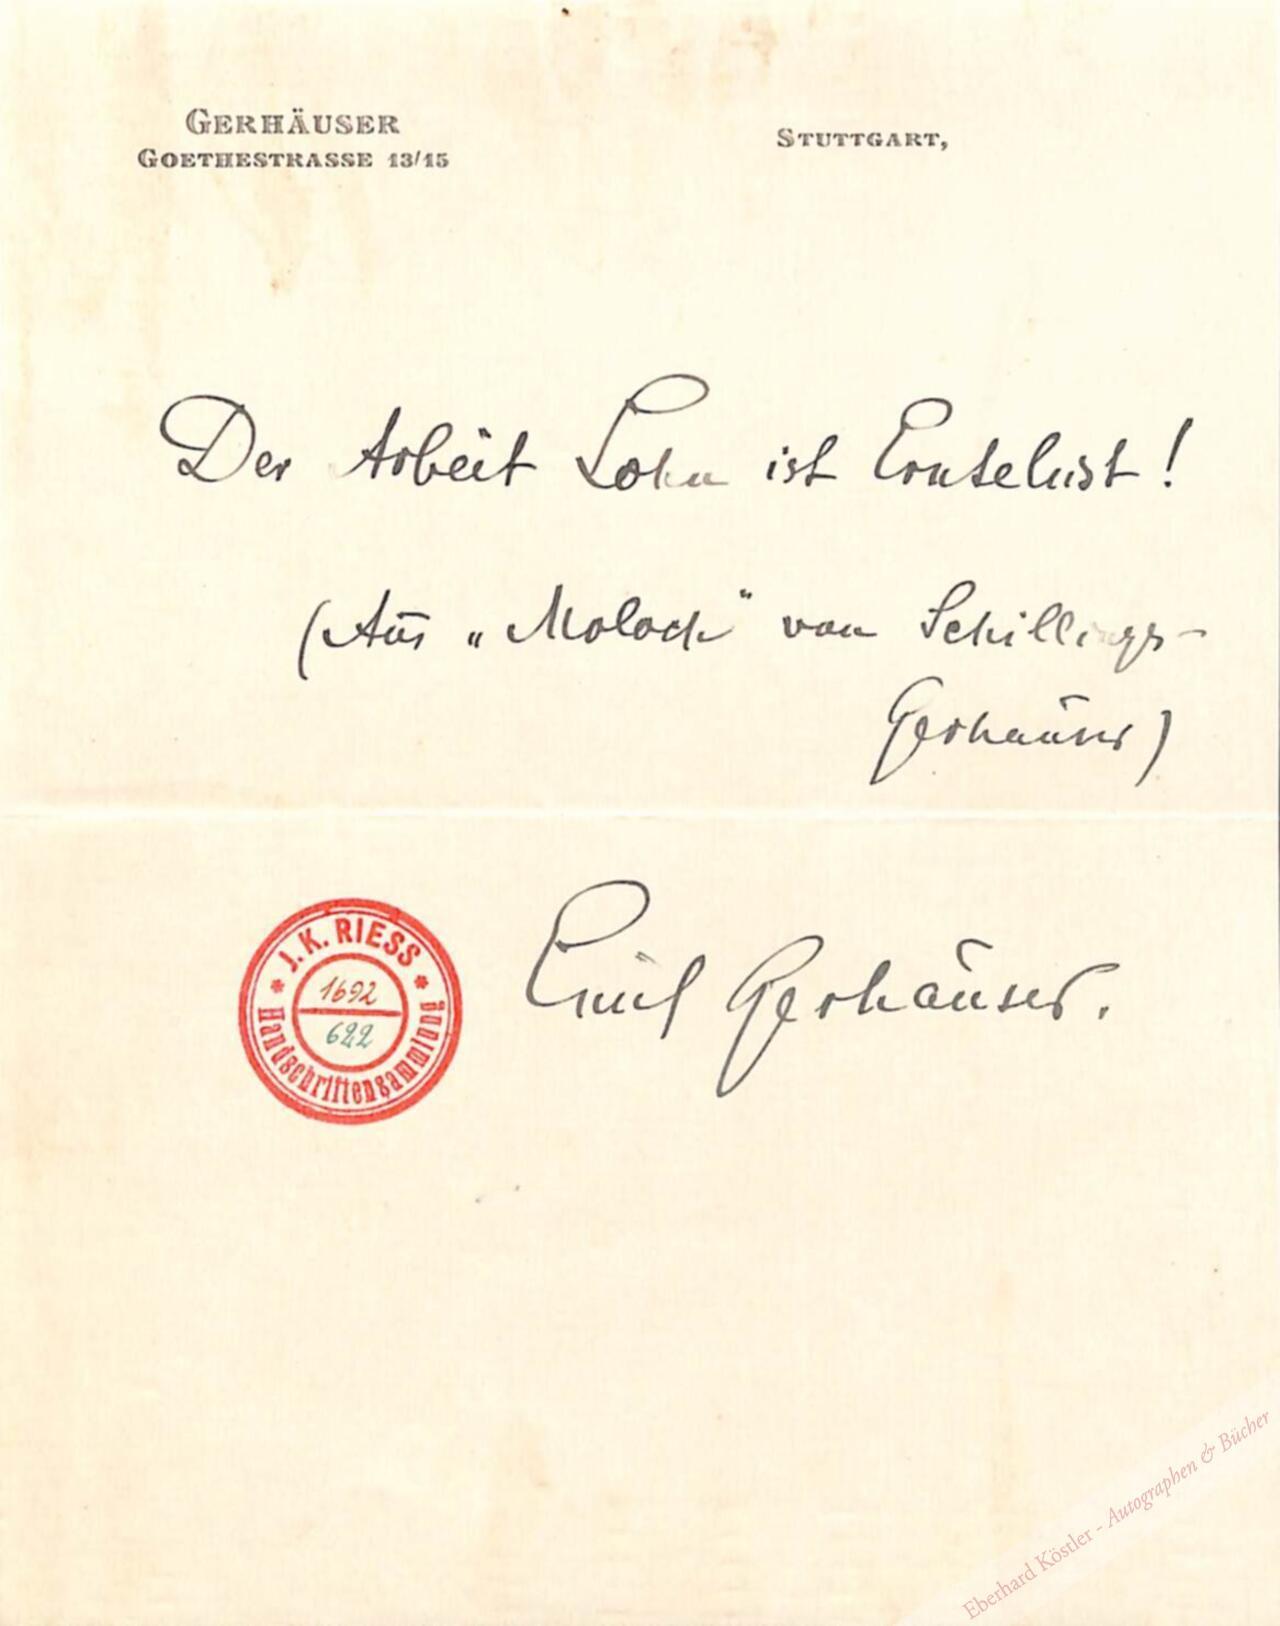 GERHÄUSER
GOETHESTRASSE 13/15
STUTTGART,
Der Arbeit Lohn ist Erntelust!
(Aus „Moloch" von Schillings-
Gerhäuser)
J. K. RIESS
1692
622
Handschriftensammlung
Emil Gerhäuser.
Eberhard Köstler - Autographen & Bücher